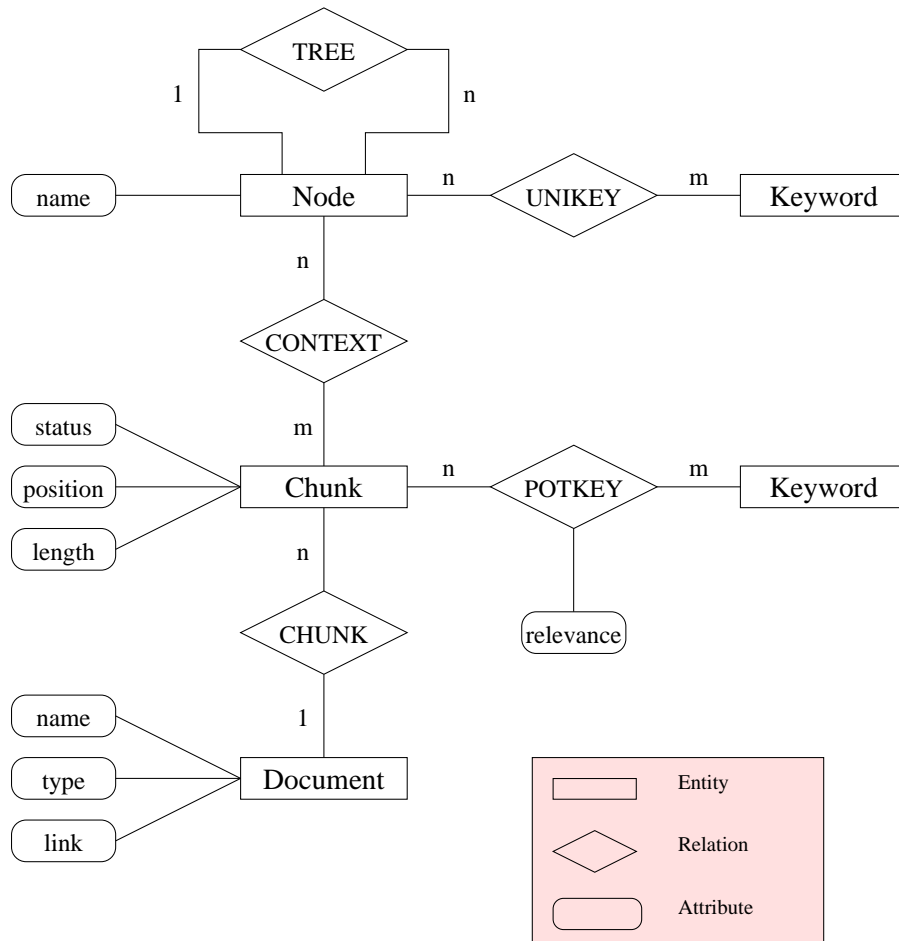 TREE
1
n
name
Node
n
UNIKEY
m
Keyword
n
CONTEXT
m
status
position
length
Chunk
n
POTKEY
m
Keyword
relevance
n
CHUNK
1
name
type
link
Document
Entity
Relation
Attribute